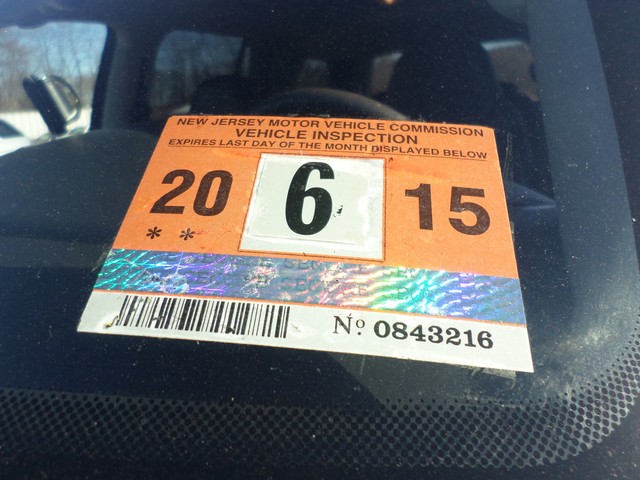 NEW JERSEY MOTOR VEHICLE COMMISSION
VEHICLE INSPECTION
EXPIRES LAST DAY OF THE MONTH DISPLAYED BELOW
20 6 15
**
No. 0843216